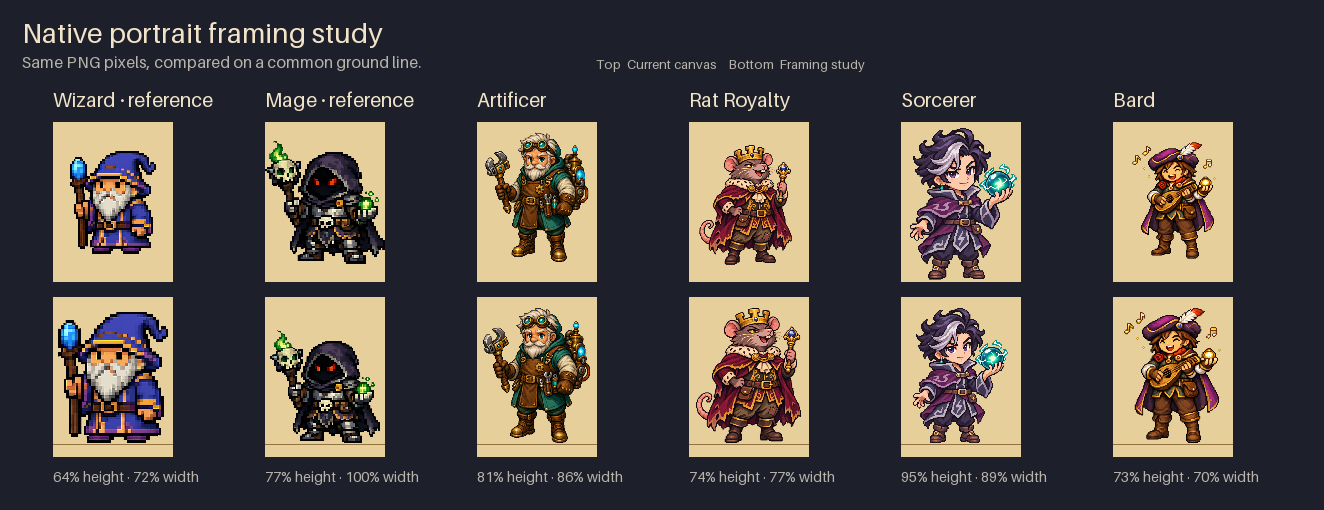 Native portrait framing study
Same PNG pixels, compared on a common ground line.
Top Current canvas Bottom Framing study
Wizard · reference
Mage · reference
Artificer
Rat Royalty
Sorcerer
Bard
64% height · 72% width
77% height · 100% width
81% height · 86% width
74% height · 77% width
95% height · 89% width
73% height · 70% width